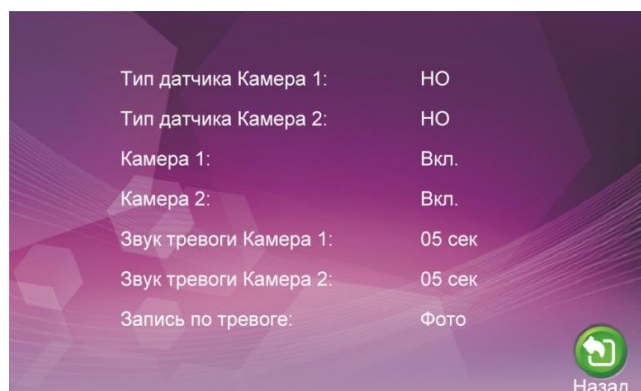 Тип датчика Камера 1: НО
Тип датчика Камера 2: НО
Камера 1: Вкл.
Камера 2: Вкл.
Звук тревоги Камера 1: 05 сек
Звук тревоги Камера 2: 05 сек
Запись по тревоге: Фото
Назад